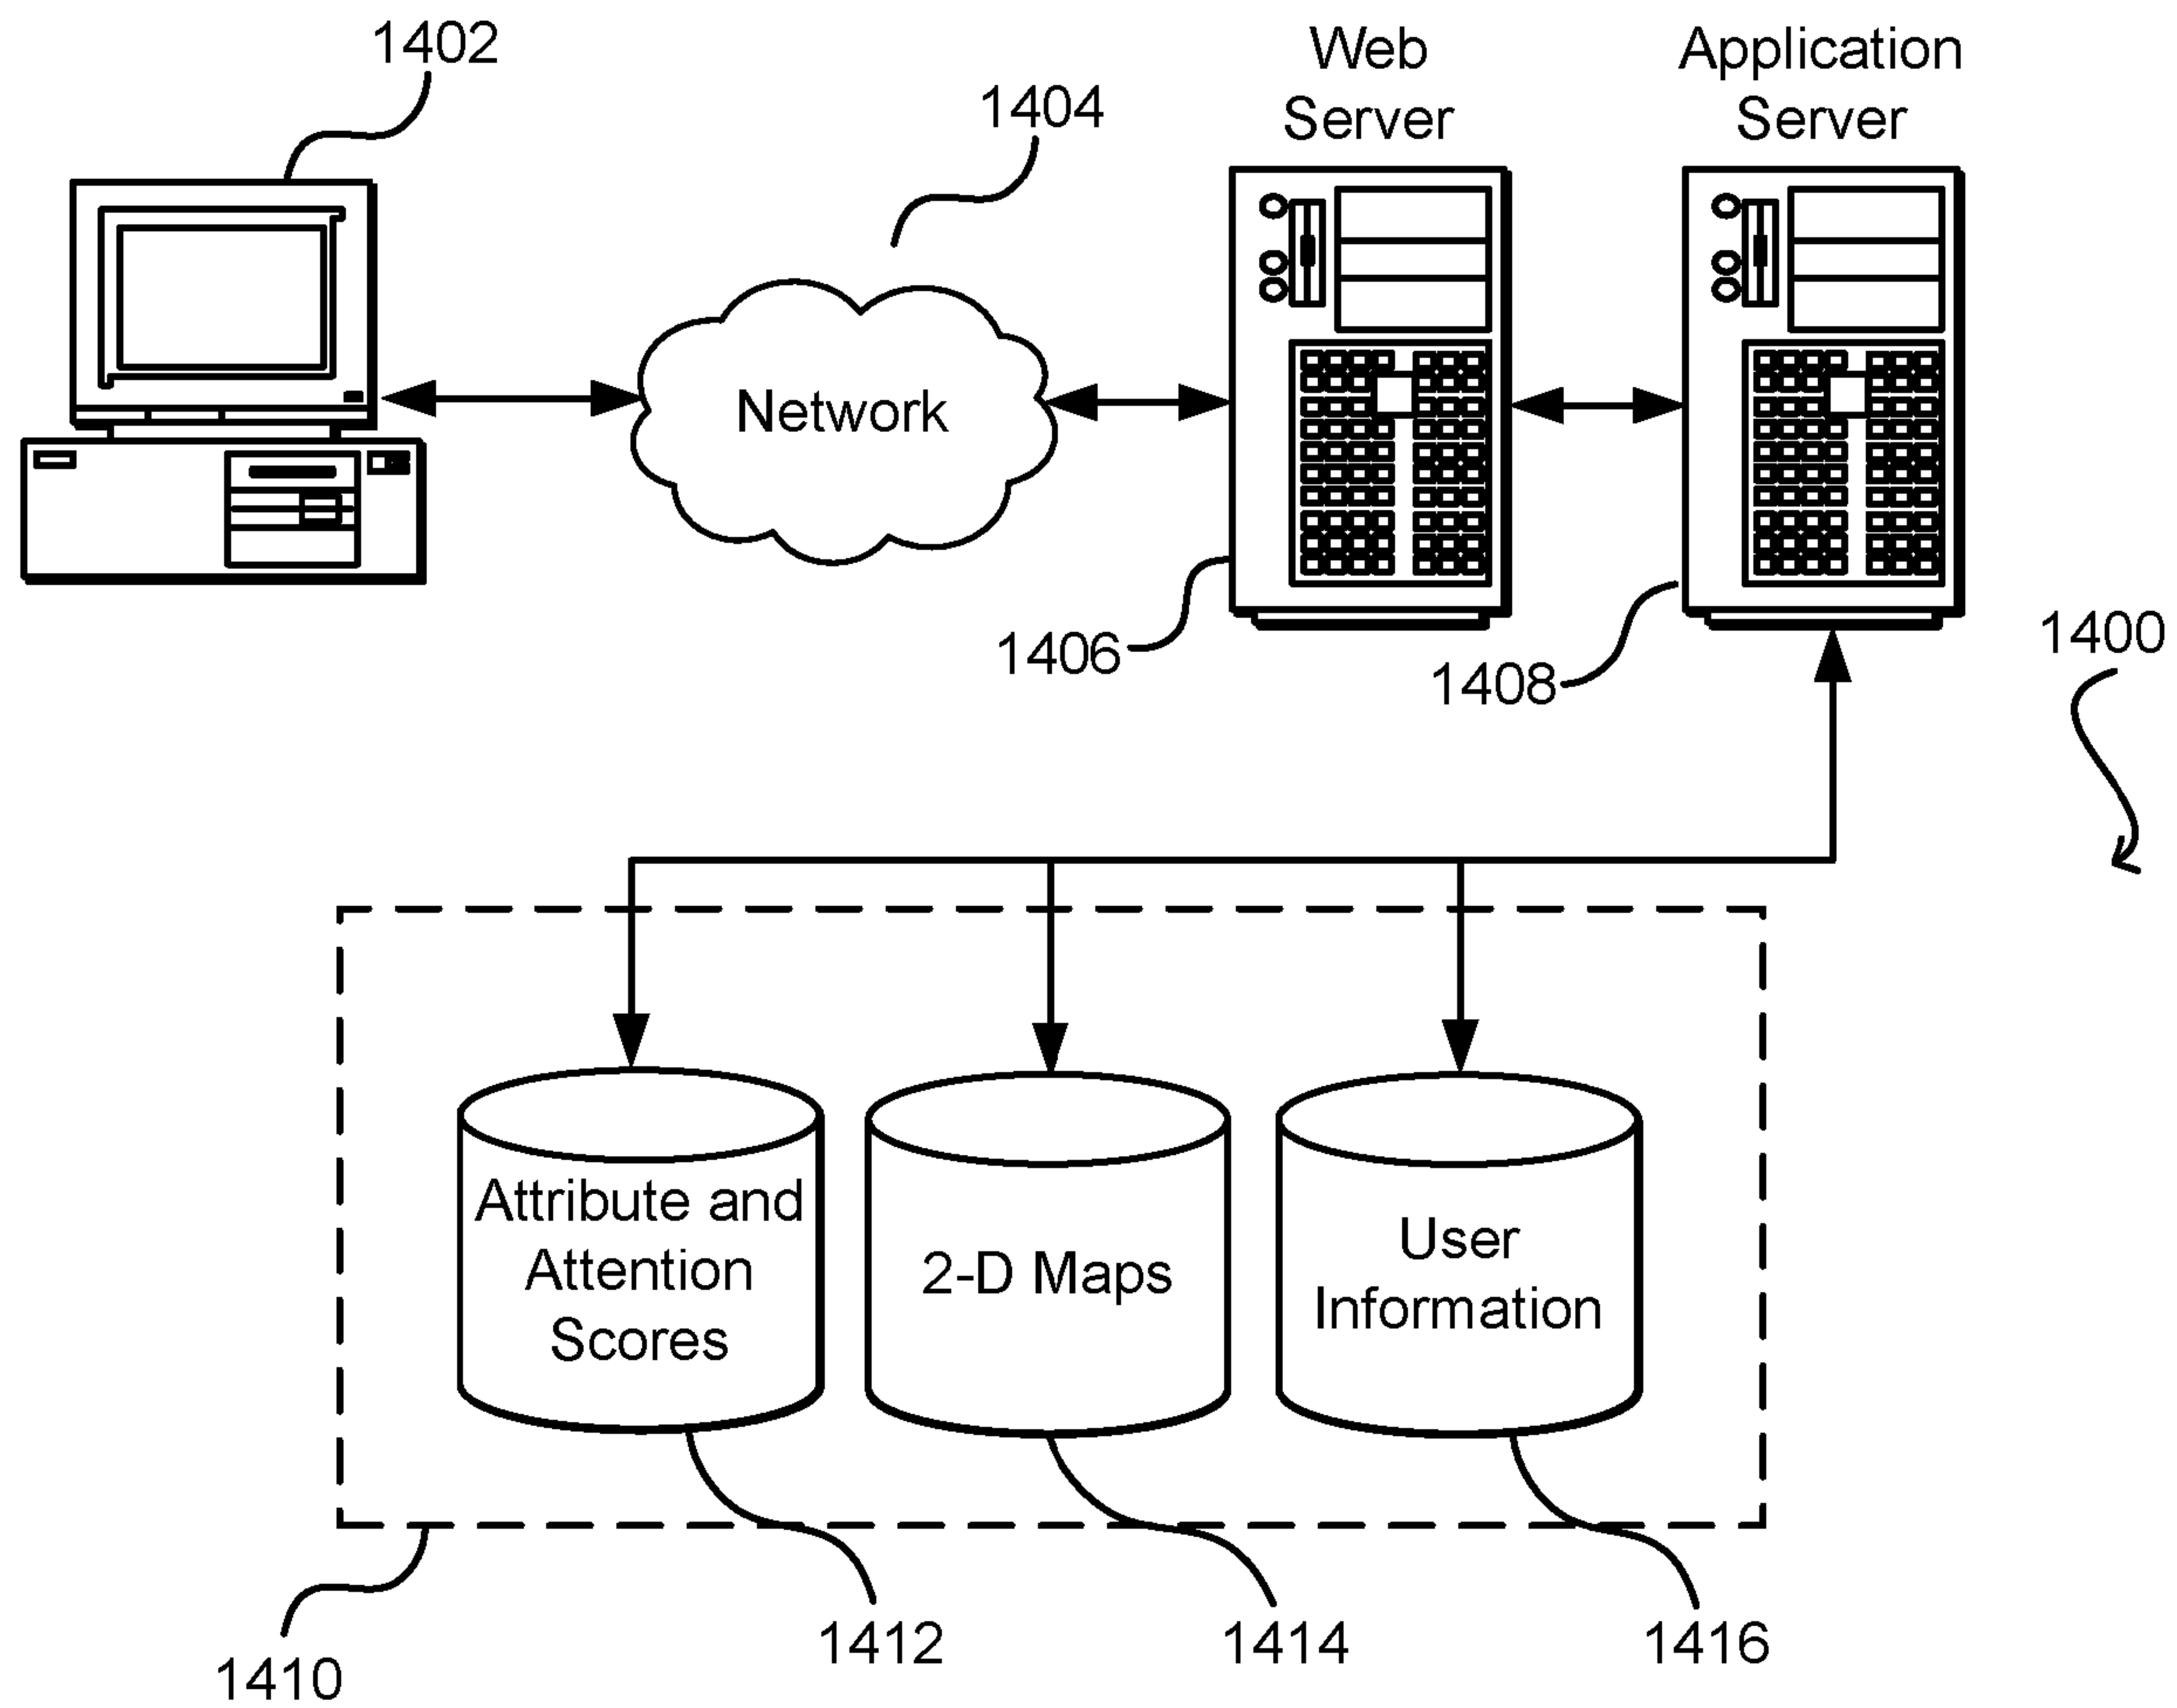 1402
1404
Web
Server
Application
Server
Network
1406
1408
1400
Attribute and
Attention
Scores
2-D Maps
User
Information
1410
1412
1414
1416